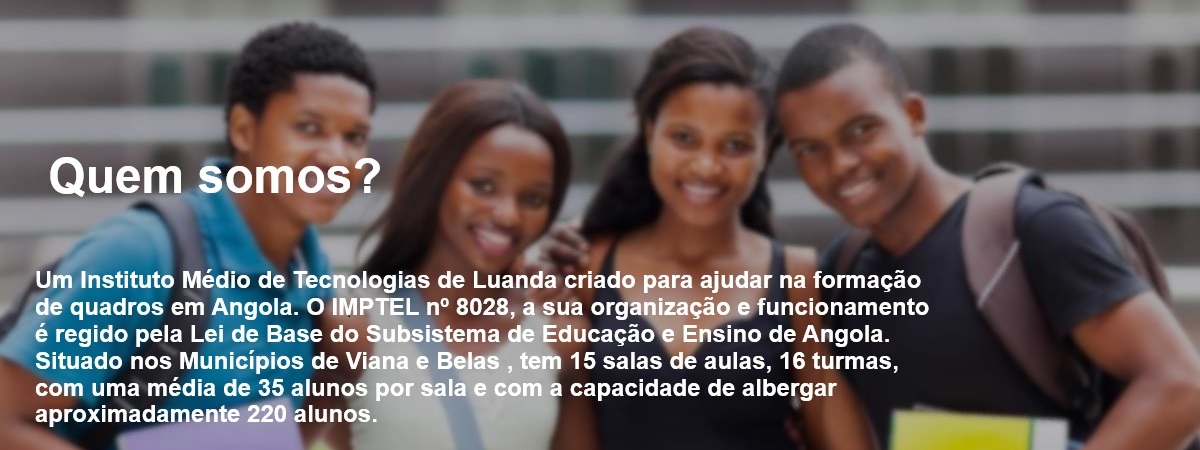 Quem somos?
Um Instituto Médio de Tecnologias de Luanda criado para ajudar na formação
de quadros em Angola. O IMPTEL nº 8028, a sua organização e funcionamento
é regido pela Lei de Base do Subsistema de Educação e Ensino de Angola.
Situado nos Municípios de Viana e Belas , tem 15 salas de aulas, 16 turmas,
com uma média de 35 alunos por sala e com a capacidade de albergar
aproximadamente 220 alunos.